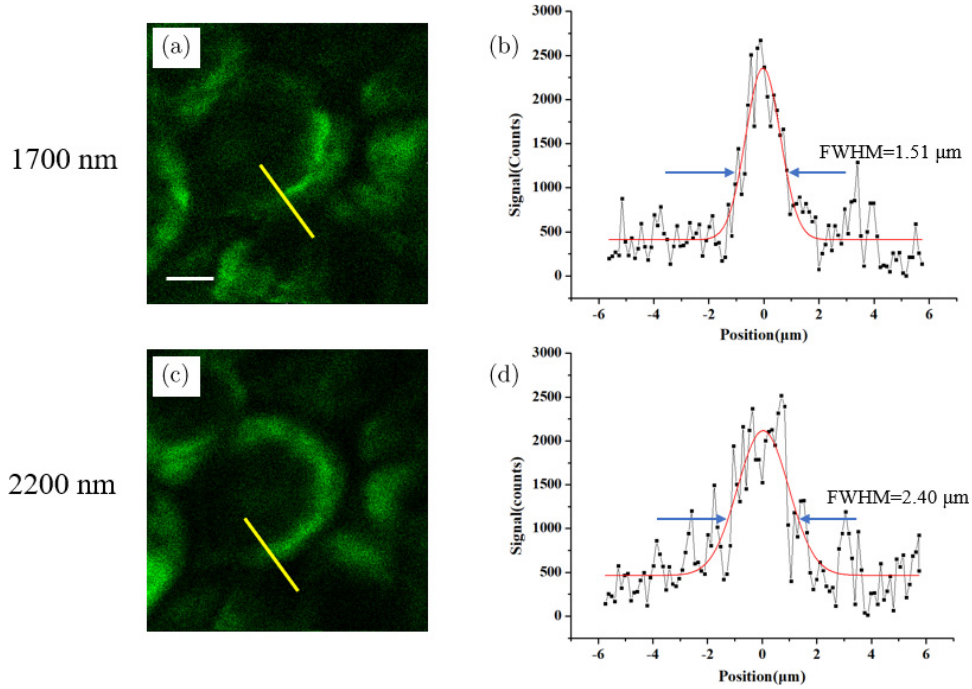 1700 nm
(a)
(b)
3000
2500
2000
1500
1000
500
0
Signal(Counts)
FWHM=1.51 μm
-6 -4 -2 0 2 4 6
Position(μm)
2200 nm
(c)
(d)
3000
2500
2000
1500
1000
500
0
Signal(counts)
FWHM=2.40 μm
-6 -4 -2 0 2 4 6
Position(μm)